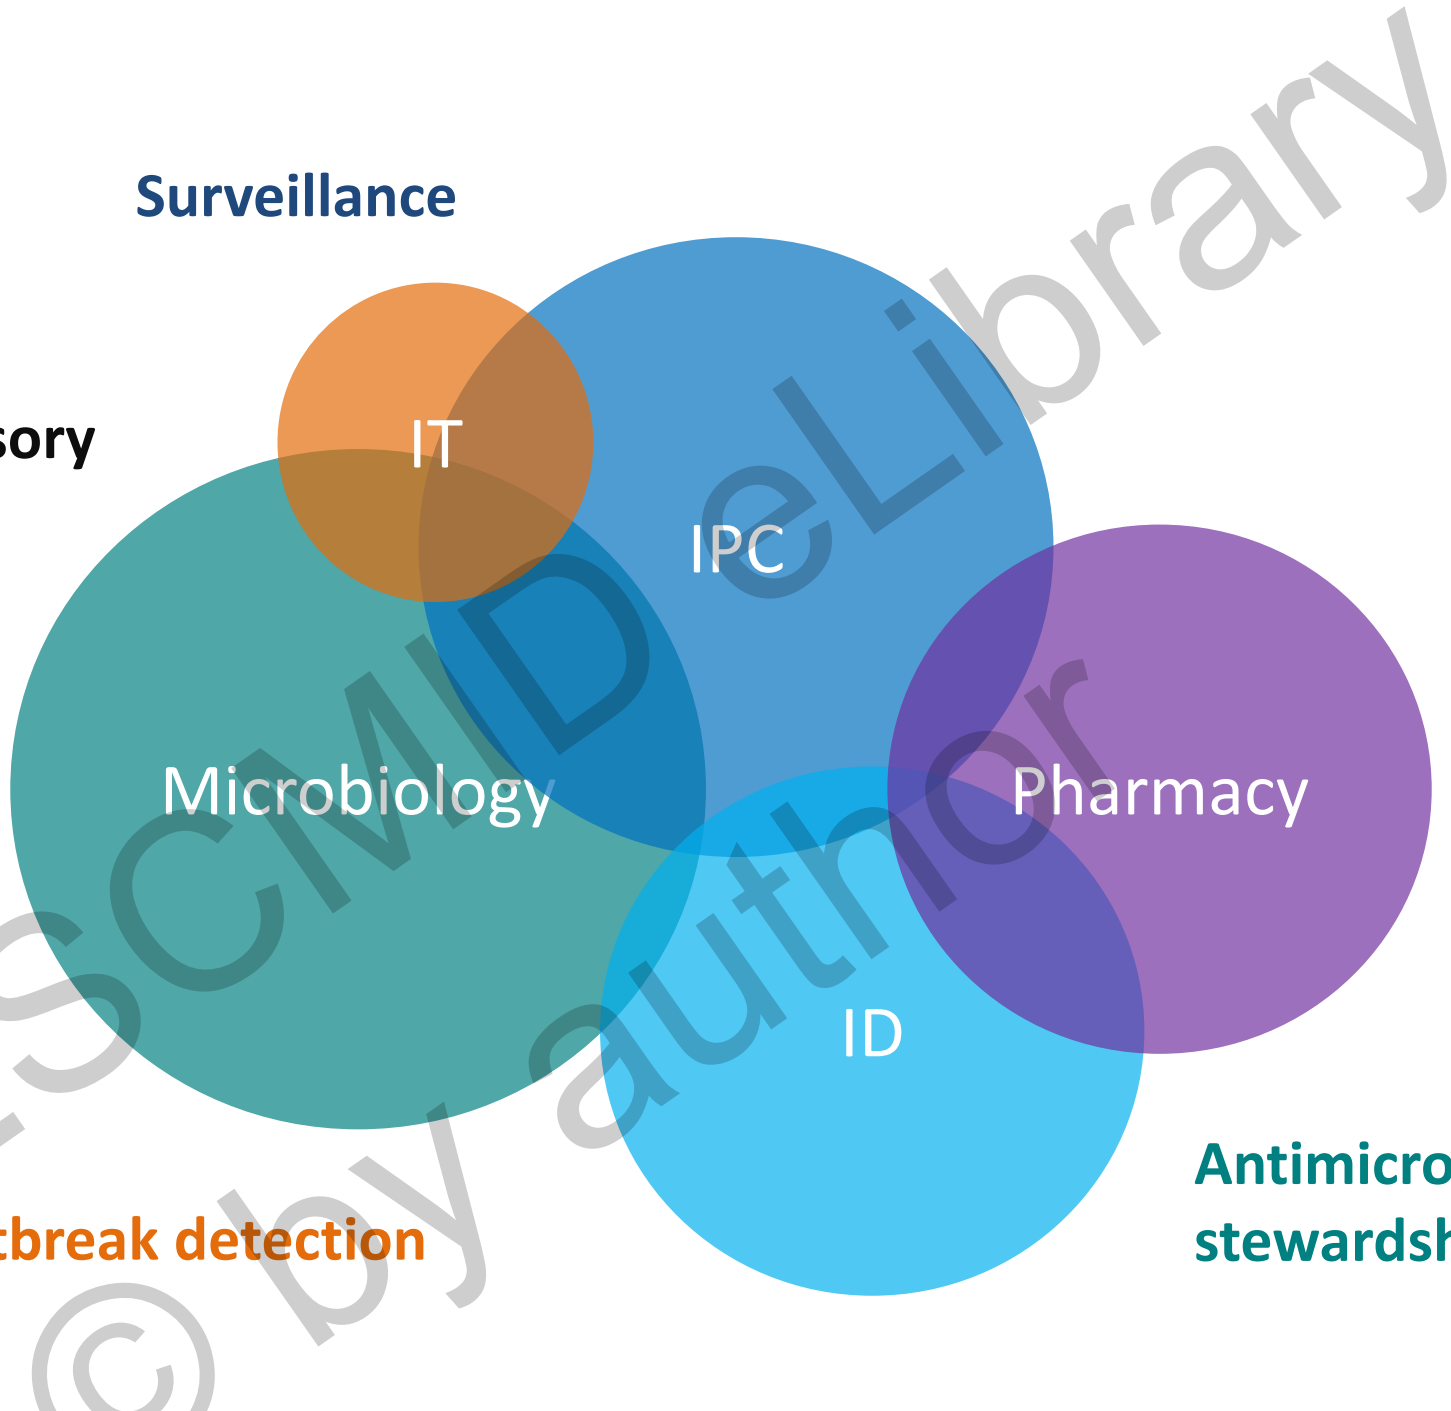 Surveillance
sory
IT
IPC
Microbiology
Pharmacy
ID
Antimicro
stewardsh
tbreak detection
ESCMID eLibrary
© by author